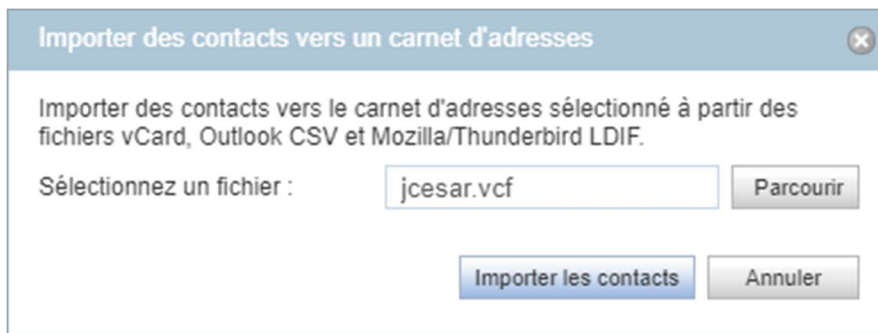 Importer des contacts vers un carnet d'adresses
Importer des contacts vers le carnet d'adresses sélectionné à partir des
fichiers vCard, Outlook CSV et Mozilla/Thunderbird LDIF.
Sélectionnez un fichier : jcesar.vcf Parcourir
Importer les contacts Annuler